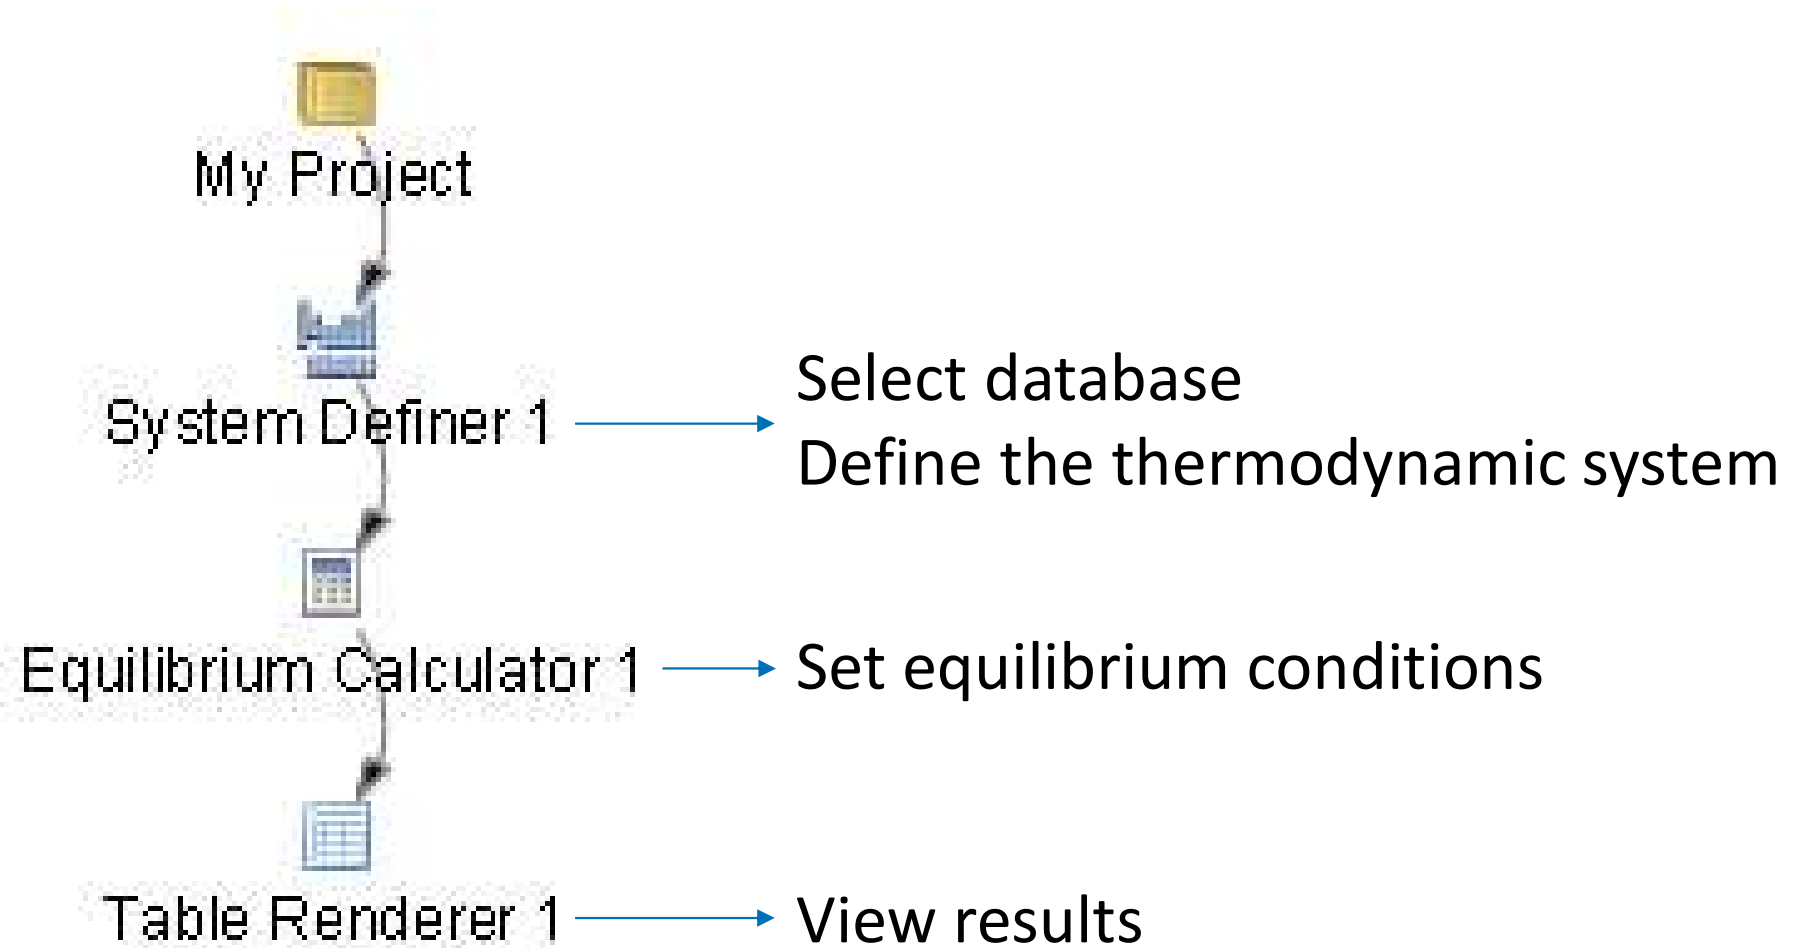 My Project
System Definer 1
Select database
Define the thermodynamic system
Equilibrium Calculator 1
Set equilibrium conditions
Table Renderer 1
View results